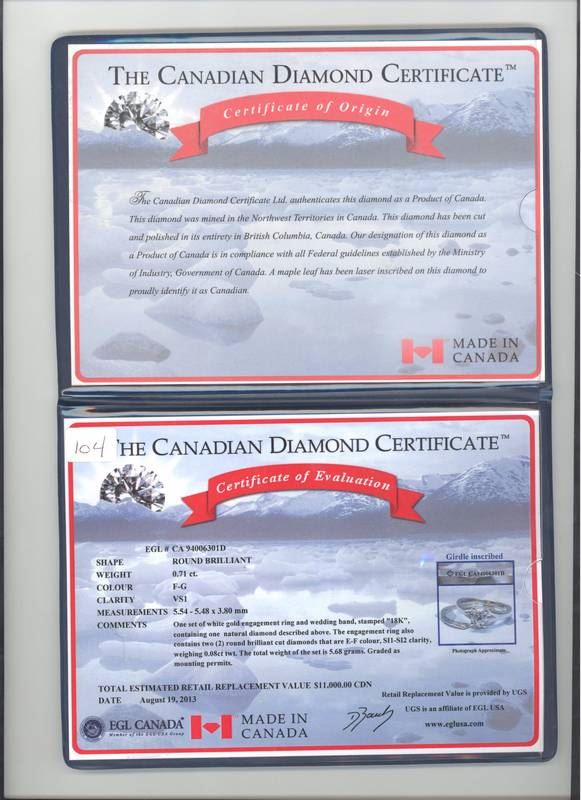 THE CANADIAN DIAMOND CERTIFICATE™
Certificate of Origin
The Canadian Diamond Certificate Ltd. authenticates this diamond as a Product of Canada.
This diamond was mined in the Northwest Territories in Canada. This diamond has been cut
and polished in its entirety in British Columbia, Canada. Our designation of this diamond as
a Product of Canada is in compliance with all Federal guidelines established by the Ministry
of Industry, Government of Canada. A maple leaf has been laser inscribed on this diamond to
proudly identify it as Canadian.
MADE IN
CANADA
104
HE CANADIAN DIAMOND CERTIFICATE™
Certificate of Evaluation
EGL # CA 94006301D
SHAPE ROUND BRILLIANT
WEIGHT 0.71 ct.
COLOUR F-G
CLARITY VS1
MEASUREMENTS 5.54 - 5.48 x 3.80 mm
COMMENTS One set of white gold engagement ring and wedding band, stamped "18K",
containing one natural diamond described above. The engagement ring also
contains two (2) round brilliant cut diamonds that are E-F colour, SI1-SI2 clarity,
weighing 0.08ct twt. The total weight of the set is 5.68 grams. Graded as
mounting permits.
Girdle inscribed
EGL CA94006301D
Photograph Approximate
TOTAL ESTIMATED RETAIL REPLACEMENT VALUE $11,000.00 CDN
DATE August 19, 2013
Retail Replacement Value is provided by UGS
UGS is an affiliate of EGL USA
www.eglusa.com
EGL CANADA
Member of the EGL USA Group
MADE IN
CANADA